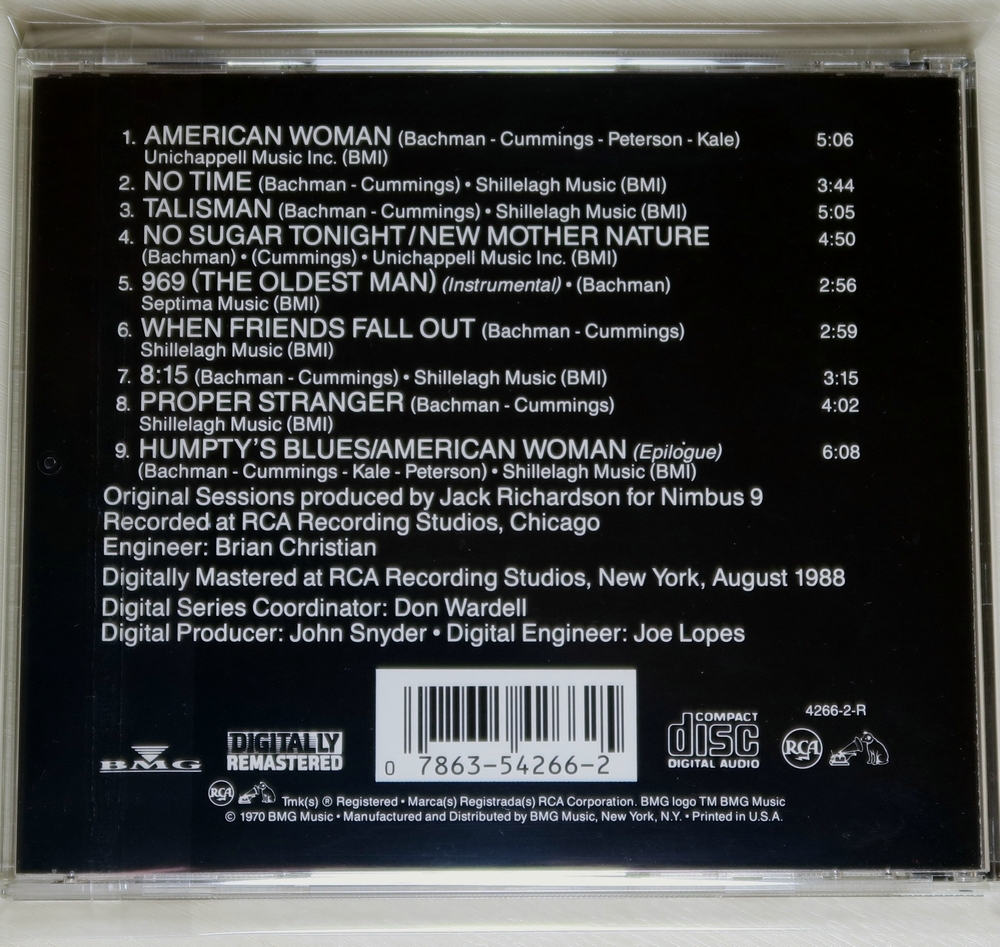 1. AMERICAN WOMAN (Bachman - Cummings - Peterson - Kale) 5:06
Unichappell Music Inc. (BMI)
2. NO TIME (Bachman - Cummings) • Shillelagh Music (BMI) 3:44
3. TALISMAN (Bachman - Cummings) • Shillelagh Music (BMI) 5:05
4. NO SUGAR TONIGHT/NEW MOTHER NATURE 4:50
(Bachman) • (Cummings) • Unichappell Music Inc. (BMI)
5. 969 (THE OLDEST MAN) (Instrumental) • (Bachman) 2:56
Septima Music (BMI)
6. WHEN FRIENDS FALL OUT (Bachman - Cummings) 2:59
Shillelagh Music (BMI)
7. 8:15 (Bachman - Cummings) • Shillelagh Music (BMI) 3:15
8. PROPER STRANGER (Bachman - Cummings) 4:02
Shillelagh Music (BMI)
9. HUMPTY'S BLUES/AMERICAN WOMAN (Epilogue) 6:08
(Bachman - Cummings - Kale - Peterson) • Shillelagh Music (BMI)
Original Sessions produced by Jack Richardson for Nimbus 9
Recorded at RCA Recording Studios, Chicago
Engineer: Brian Christian
Digitally Mastered at RCA Recording Studios, New York, August 1988
Digital Series Coordinator: Don Wardell
Digital Producer: John Snyder • Digital Engineer: Joe Lopes
BMG
DIGITALLY
REMASTERED
0 7863-54266-2
COMPACT
disc
DIGITAL AUDIO
4266-2-R
RCA
RCA Tmk(s) ® Registered • Marca(s) Registrada(s) RCA Corporation. BMG logo TM BMG Music
© 1970 BMG Music • Manufactured and Distributed by BMG Music, New York, N.Y. • Printed in U.S.A.